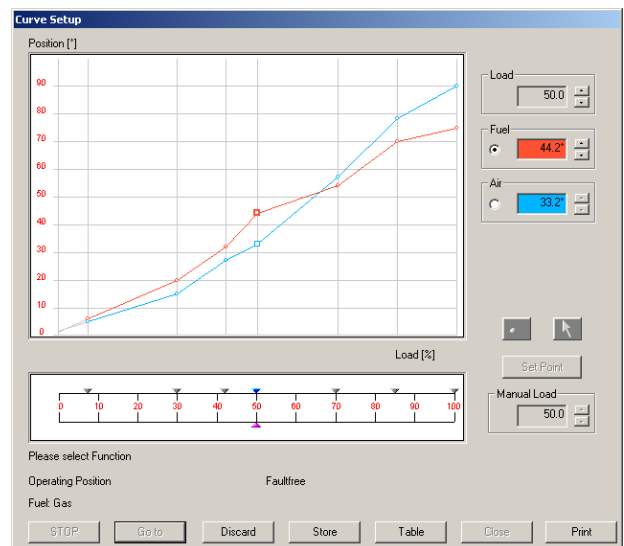 Curve Setup
Position [°]
90
80
70
60
50
40
30
20
10
0
Load
50.0
Fuel
44.2°
Air
33.2°
Load [%]
Set Point
0 10 20 30 40 50 60 70 80 90 100
Manual Load
50.0
Please select Function
Operating Position Faultfree
Fuel: Gas
STOP Go to Discard Store Table Close Print